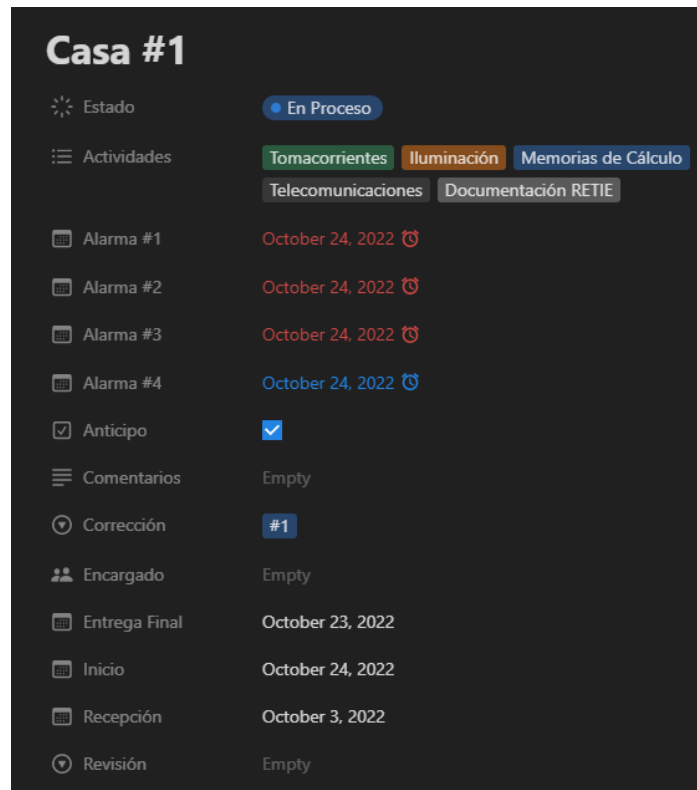 Casa #1
Estado En Proceso
Actividades Tomacorrientes Iluminación Memorias de Cálculo
Telecomunicaciones Documentación RETIE
Alarma #1 October 24, 2022
Alarma #2 October 24, 2022
Alarma #3 October 24, 2022
Alarma #4 October 24, 2022
Anticipo
Comentarios Empty
Corrección #1
Encargado Empty
Entrega Final October 23, 2022
Inicio October 24, 2022
Recepción October 3, 2022
Revisión Empty